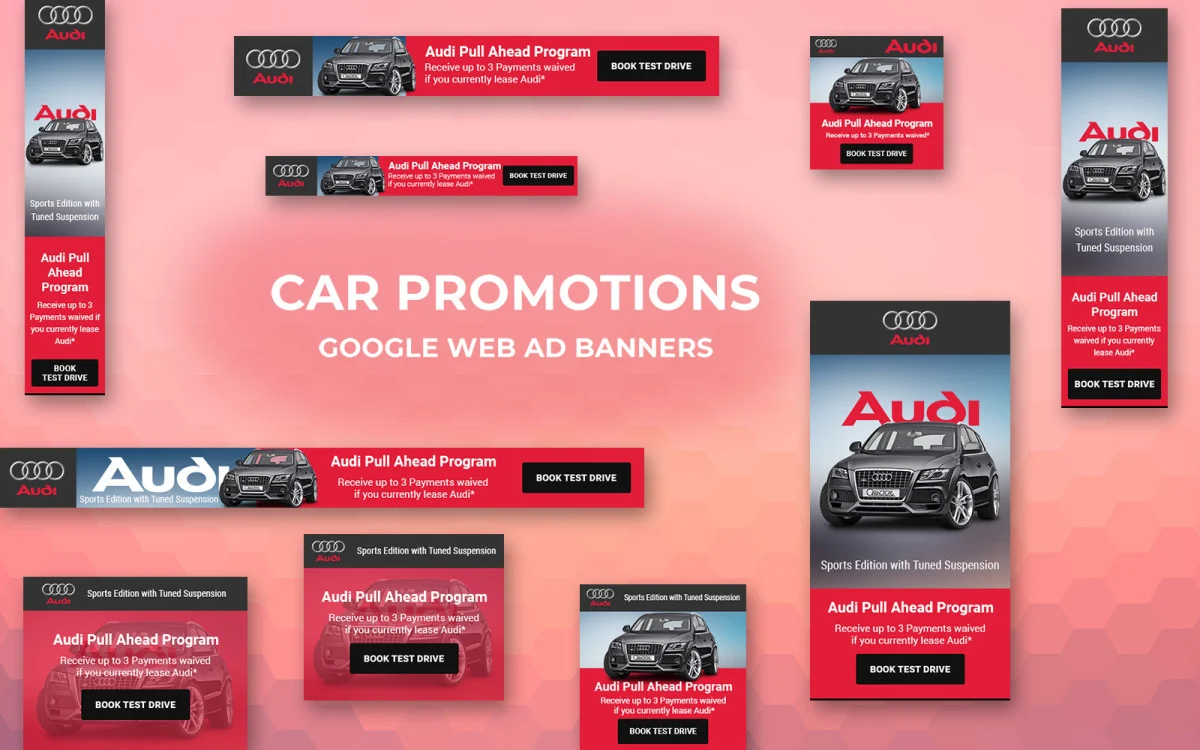 Audi
Audi
Sports Edition with
Tuned Suspension
Audi Pull
Ahead
Program
Receive up to 3
Payments waived if
you currently lease
Audi*
BOOK
TEST DRIVE
Audi
Audi Pull Ahead Program
Receive up to 3 Payments waived
if you currently lease Audi*
BOOK TEST DRIVE
Audi
Audi Pull Ahead Program
Receive up to 3 Payments waived
if you currently lease Audi*
BOOK TEST DRIVE
Audi
Audi Pull Ahead Program
Receive up to 3 Payments waived*
BOOK TEST DRIVE
Audi
Audi
Sports Edition with
Tuned Suspension
Audi Pull Ahead
Program
Receive up to 3 Payments
waived if you currently
lease Audi*
BOOK TEST DRIVE
CAR PROMOTIONS
GOOGLE WEB AD BANNERS
Audi
Audi
Sports Edition with Tuned Suspension
Audi Pull Ahead Program
Receive up to 3 Payments waived
if you currently lease Audi*
BOOK TEST DRIVE
Audi
Audi
Sports Edition with Tuned Suspension
Audi Pull Ahead Program
Receive up to 3 Payments waived
if you currently lease Audi*
BOOK TEST DRIVE
Audi
Sports Edition with Tuned Suspension
Audi Pull Ahead Program
Receive up to 3 Payments waived
if you currently lease Audi*
BOOK TEST DRIVE
Audi
Sports Edition with Tuned Suspension
Audi Pull Ahead Program
Receive up to 3 Payments waived
if you currently lease Audi*
BOOK TEST DRIVE
Audi
Sports Edition with Tuned Suspension
Audi Pull Ahead Program
Receive up to 3 Payments waived
if you currently lease Audi*
BOOK TEST DRIVE